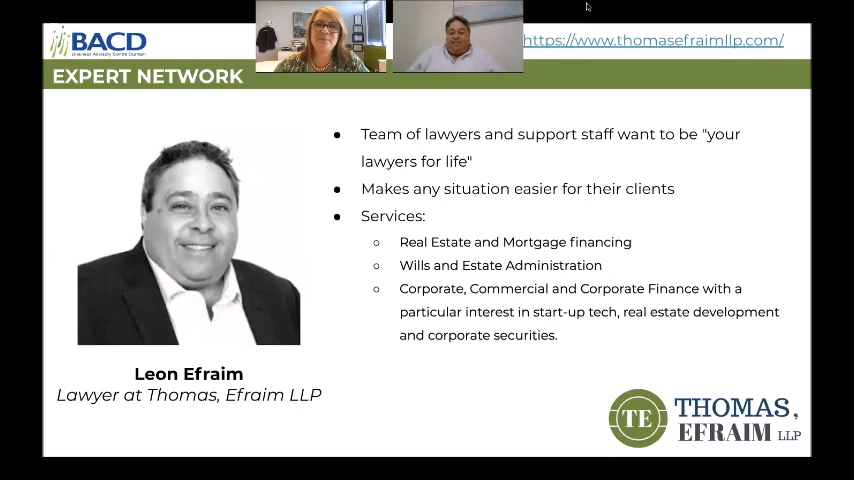 BACD
Business Advisory Centre Durham
https://www.thomasefraimllp.com/
EXPERT NETWORK
● Team of lawyers and support staff want to be "your
lawyers for life"
● Makes any situation easier for their clients
● Services:
○ Real Estate and Mortgage financing
○ Wills and Estate Administration
○ Corporate, Commercial and Corporate Finance with a
particular interest in start-up tech, real estate development
and corporate securities.
Leon Efraim
Lawyer at Thomas, Efraim LLP
TE
THOMAS,
EFRAIM LLP